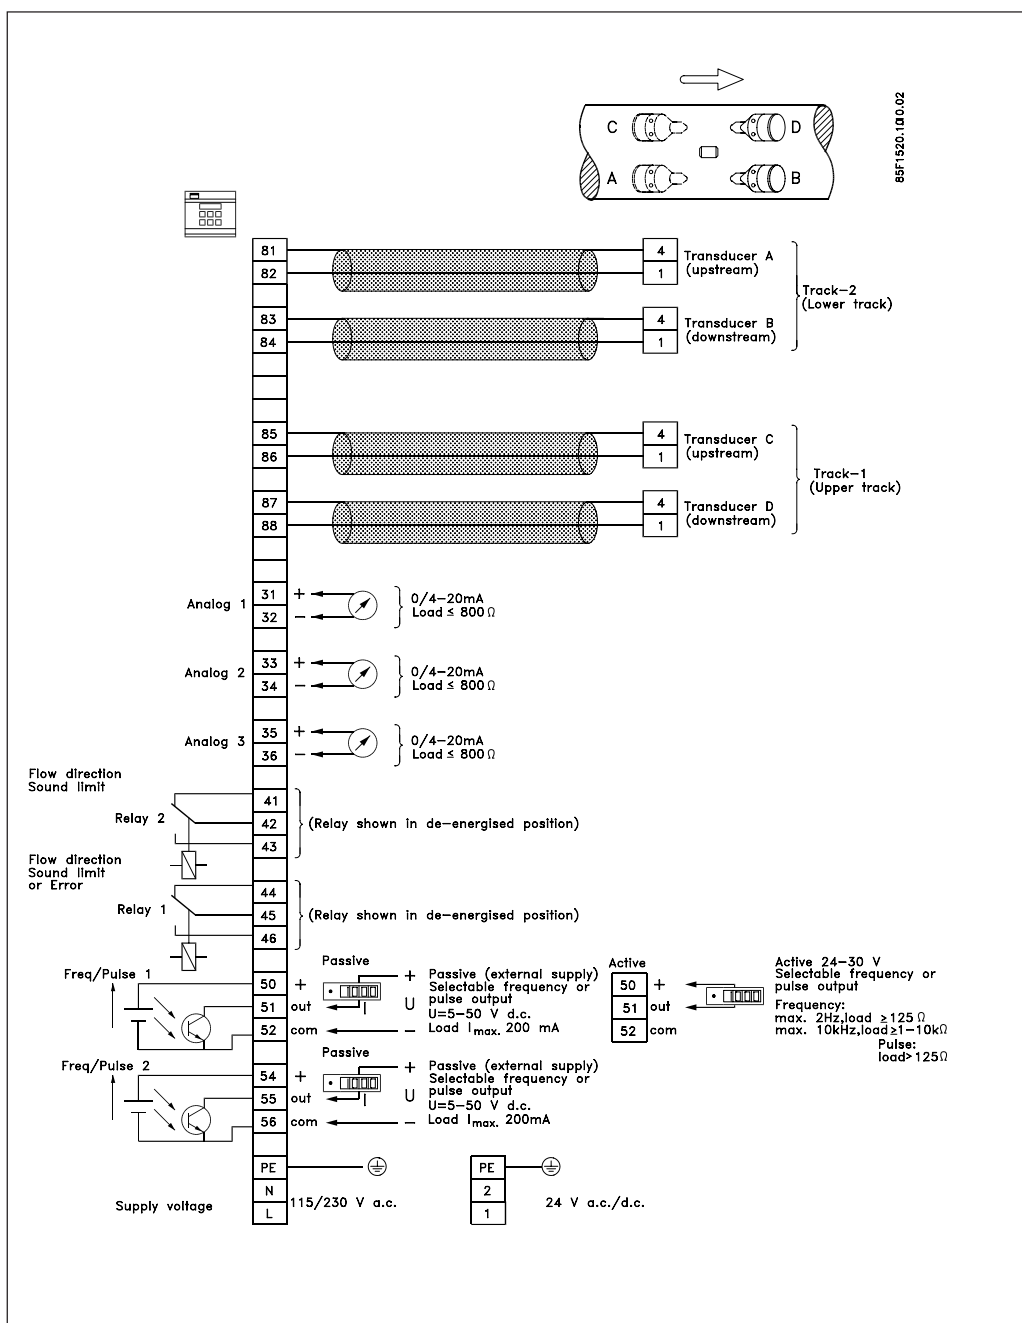 85F1520.1010.02
C
D
A
B
81
82
4
1
Transducer A
(upstream)
83
84
4
1
Transducer B
(downstream)
Track-2
(Lower track)
85
86
4
1
Transducer C
(upstream)
87
88
4
1
Transducer D
(downstream)
Track-1
(Upper track)
Analog 1
31 +
32 −
0/4-20mA
Load ≤ 800 Ω
Analog 2
33 +
34 −
0/4-20mA
Load ≤ 800 Ω
Analog 3
35 +
36 −
0/4-20mA
Load ≤ 800 Ω
Flow direction
Sound limit
Relay 2
41
42
43
(Relay shown in de-energised position)
Flow direction
Sound limit
or Error
Relay 1
44
45
46
(Relay shown in de-energised position)
Freq/Pulse 1
50 +
51 out
52 com
Passive
I
+
U
−
Passive (external supply)
Selectable frequency or
pulse output
U=5-50 V d.c.
Load Imax. 200 mA
Active
50 +
51 out
52 com
Active 24-30 V
Selectable frequency or
pulse output
Frequency:
max. 2Hz,load ≥125 Ω
max. 10kHz,load≥1-10kΩ
Pulse:
load>125Ω
Freq/Pulse 2
54 +
55 out
56 com
Passive
I
+
U
−
Passive (external supply)
Selectable frequency or
pulse output
U=5-50 V d.c.
Load Imax. 200mA
Supply voltage
PE
N
L
115/230 V a.c.
PE
2
1
24 V a.c./d.c.